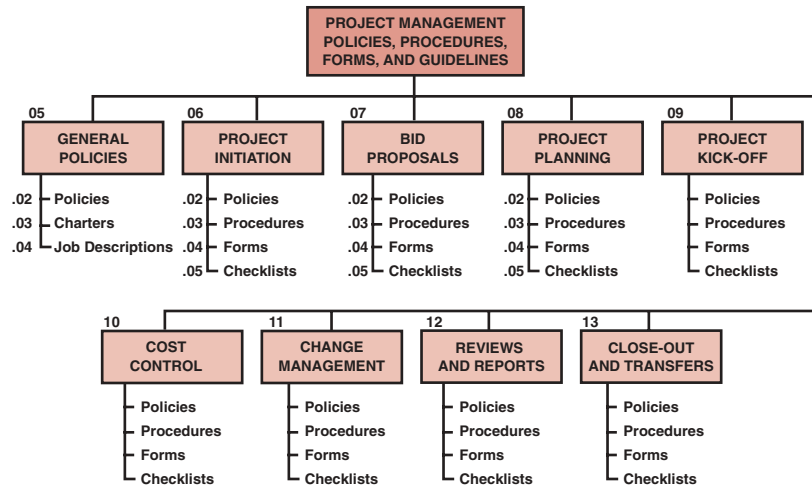 PROJECT MANAGEMENT
POLICIES, PROCEDURES,
FORMS, AND GUIDELINES
05
GENERAL
POLICIES
.02 Policies
.03 Charters
.04 Job Descriptions
06
PROJECT
INITIATION
.02 Policies
.03 Procedures
.04 Forms
.05 Checklists
07
BID
PROPOSALS
.02 Policies
.03 Procedures
.04 Forms
.05 Checklists
08
PROJECT
PLANNING
.02 Policies
.03 Procedures
.04 Forms
.05 Checklists
09
PROJECT
KICK-OFF
Policies
Procedures
Forms
Checklists
10
COST
CONTROL
Policies
Procedures
Forms
Checklists
11
CHANGE
MANAGEMENT
Policies
Procedures
Forms
Checklists
12
REVIEWS
AND REPORTS
Policies
Procedures
Forms
Checklists
13
CLOSE-OUT
AND TRANSFERS
Policies
Procedures
Forms
Checklists